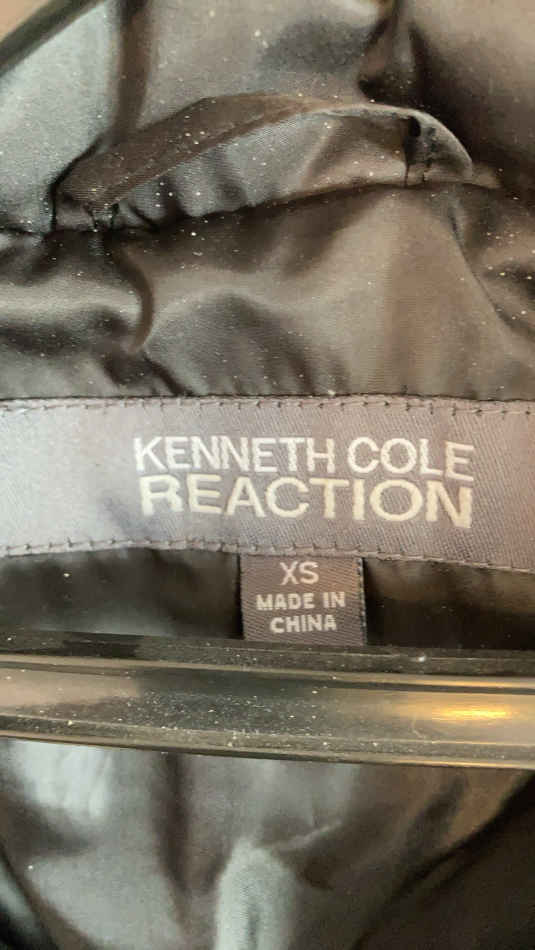 KENNETH COLE
REACTION
XS
MADE IN
CHINA